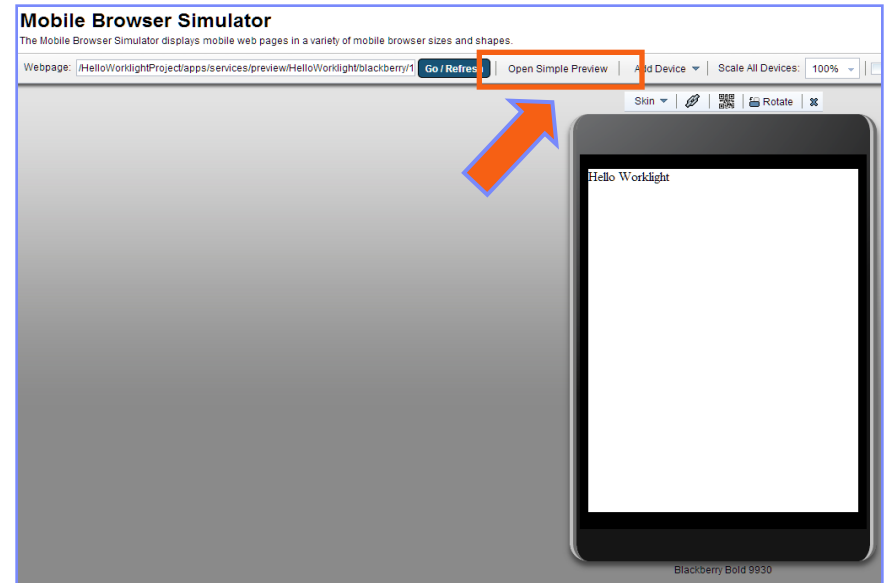 Mobile Browser Simulator
The Mobile Browser Simulator displays mobile web pages in a variety of mobile browser sizes and shapes.
Webpage: /HelloWorklightProject/apps/services/preview/HelloWorklight/blackberry/1 Go / Refresh | Open Simple Preview | Add Device | Scale All Devices: 100%
Skin | Rotate
Hello Worklight
Blackberry Bold 9930